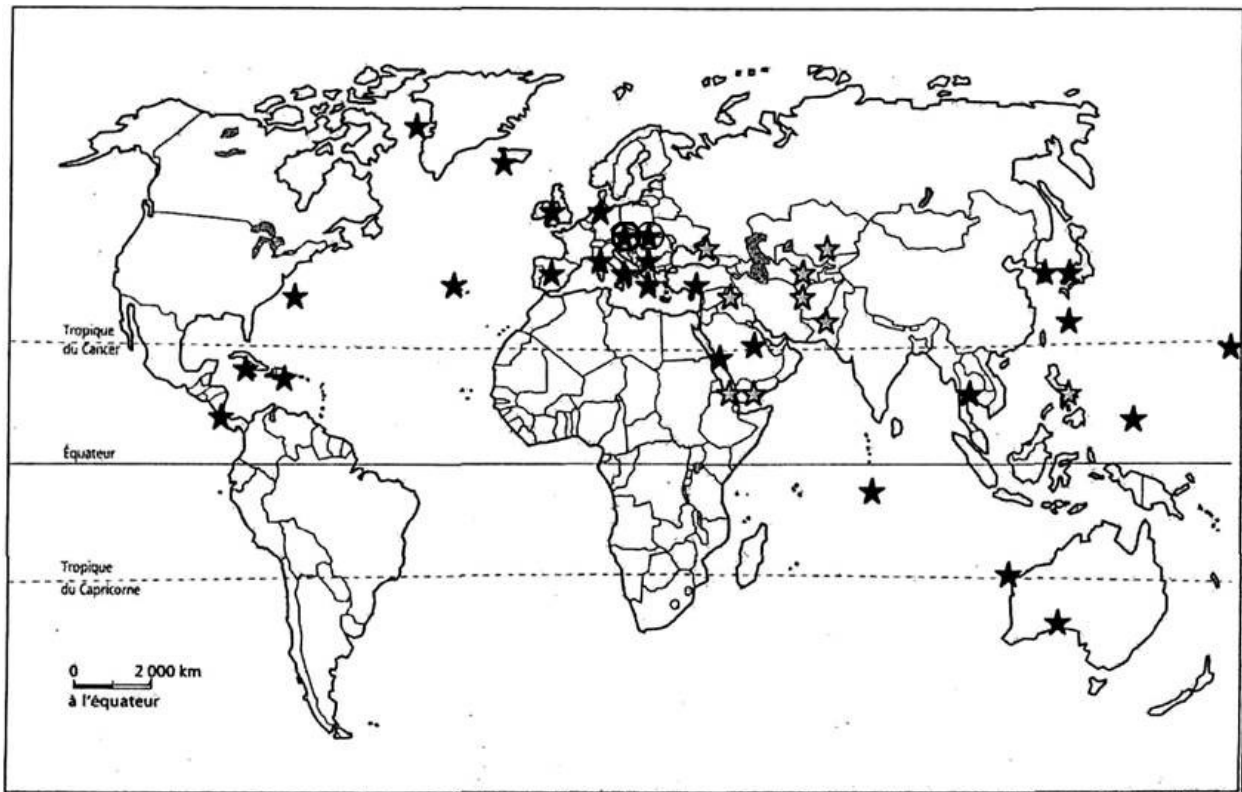 Tropique
du Cancer
Équateur
Tropique
du Capricorne
0 2 000 km
à l'équateur